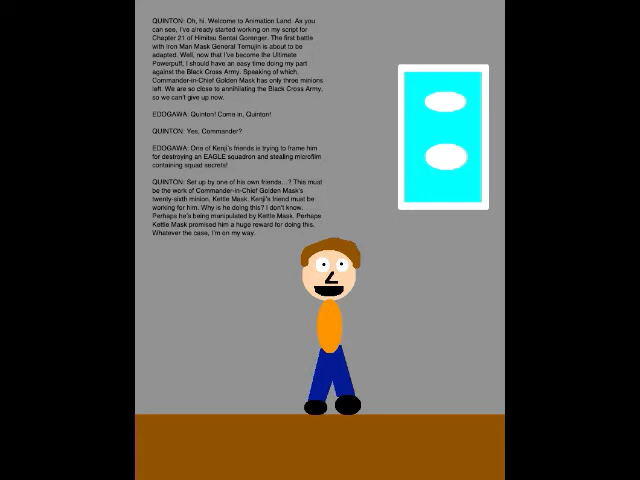 QUINTON: Oh, hi. Welcome to Animation Land. As you
can see, I've already started working on my script for
Chapter 21 of Himitsu Sentai Gorenger. The first battle
with Iron Man Mask General Temujin is about to be
adapted. Well, now that I've become the Ultimate
Powerpuff, I should have an easy time doing my part
against the Black Cross Army. Speaking of which,
Commander-in-Chief Golden Mask has only three minions
left. We are so close to annihilating the Black Cross Army,
so we can't give up now.
EDOGAWA: Quinton! Come in, Quinton!
QUINTON: Yes, Commander?
EDOGAWA: One of Kenji's friends is trying to frame him
for destroying an EAGLE squadron and stealing microfilm
containing squad secrets!
QUINTON: Set up by one of his own friends...? This must
be the work of Commander-in-Chief Golden Mask's
twenty-sixth minion, Kettle Mask. Kenji's friend must be
working for him. Why is he doing this? I don't know.
Perhaps he's being manipulated by Kettle Mask. Perhaps
Kettle Mask promised him a huge reward for doing this.
Whatever the case, I'm on my way.